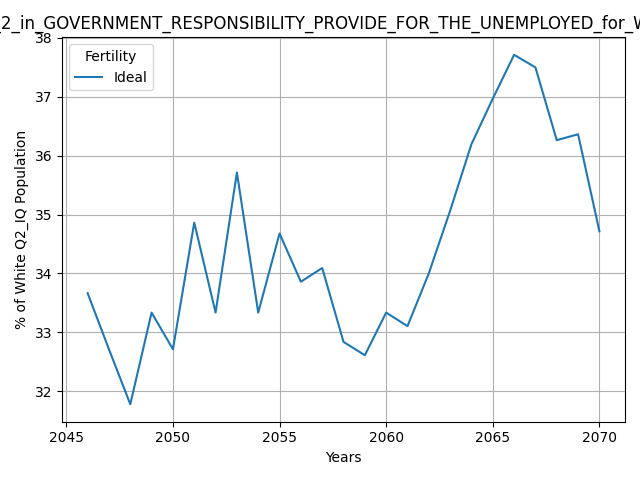 2_in_GOVERNMENT_RESPONSIBILITY_PROVIDE_FOR_THE_UNEMPLOYED_for_W
Fertility
Ideal
38
37
36
35
34
33
32
% of White Q2_IQ Population
2045 2050 2055 2060 2065 2070
Years